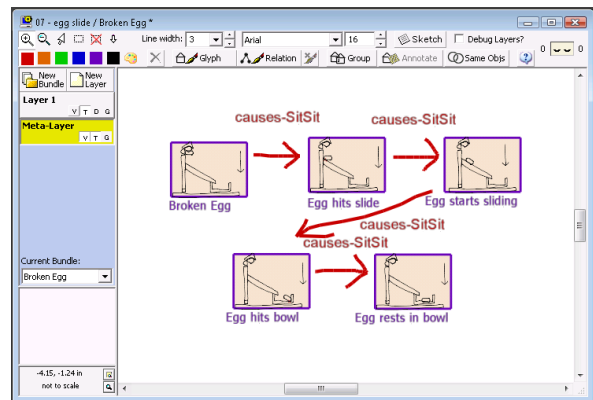 07 - egg slide / Broken Egg *
Line width: 3 Arial 16 Sketch Debug Layers?
0 0
Glyph Relation Group Annotate Same Objs
New Bundle New Layer
Layer 1
V T D G
Meta-Layer
V T G
causes-SitSit causes-SitSit
Broken Egg Egg hits slide Egg starts sliding
causes-SitSit
causes-SitSit
Egg hits bowl Egg rests in bowl
Current Bundle:
Broken Egg
-4.15, -1.24 in
not to scale